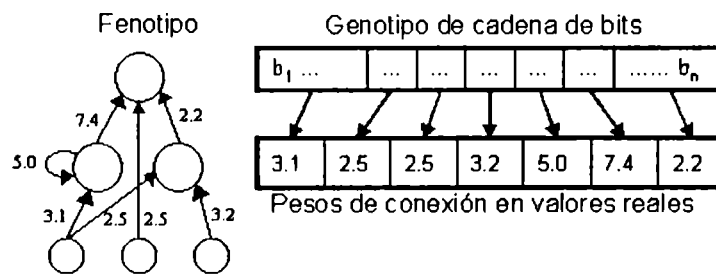 Fenotipo
7.4
2.2
5.0
3.1
2.5
2.5
3.2
Genotipo de cadena de bits
b1 ... ... ... ... ... ... ...... bn
3.1 2.5 2.5 3.2 5.0 7.4 2.2
Pesos de conexión en valores reales